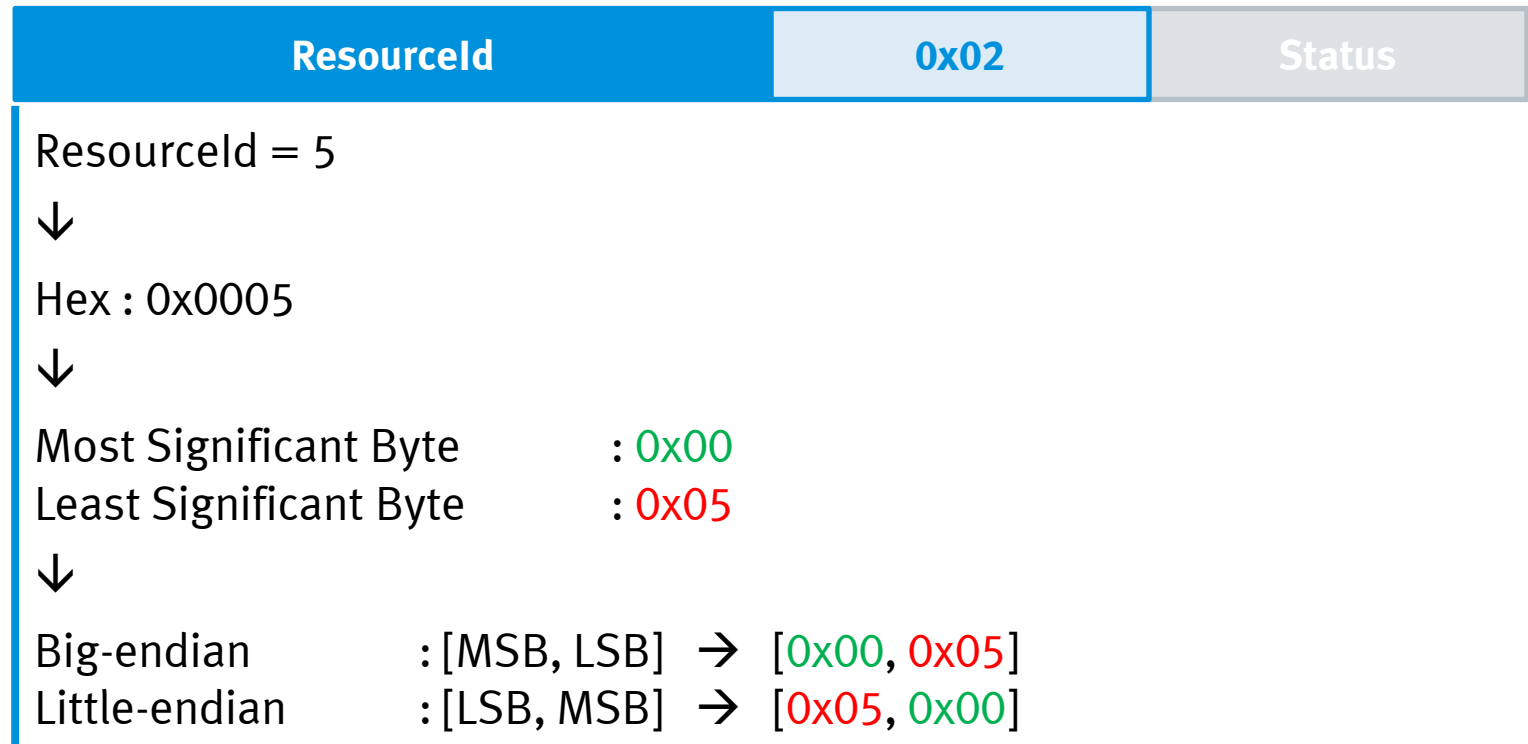 ResourceId 0x02 Status
ResourceId = 5
↓
Hex : 0x0005
↓
Most Significant Byte : 0x00
Least Significant Byte : 0x05
↓
Big-endian : [MSB, LSB] → [0x00, 0x05]
Little-endian : [LSB, MSB] → [0x05, 0x00]